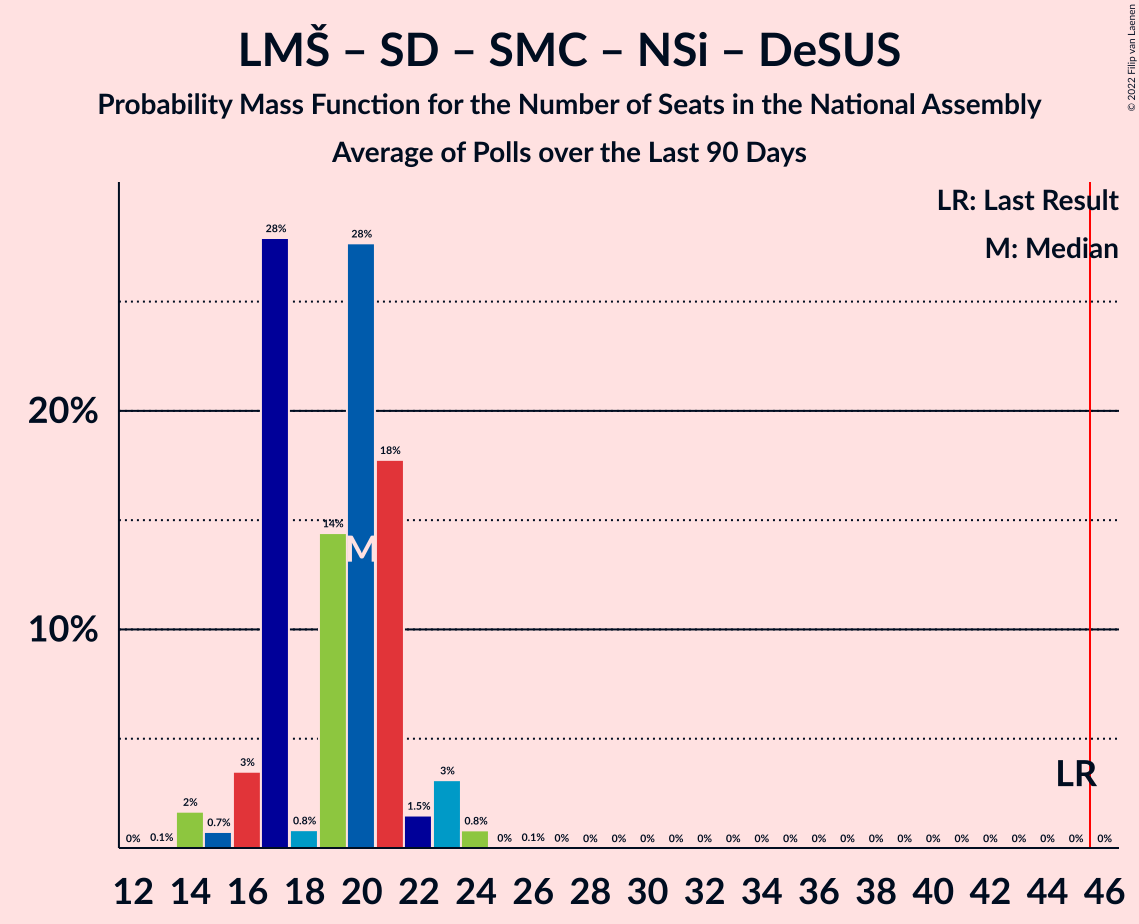 LMŠ – SD – SMC – NSi – DeSUS
Probability Mass Function for the Number of Seats in the National Assembly
Average of Polls over the Last 90 Days
© 2022 Filip van Laenen
LR: Last Result
M: Median
28%
28%
20%
18%
14%
M
10%
3%
3%
LR
2%
1.5%
0% 0.1% 0.7% 0.8% 0.8% 0% 0.1% 0% 0% 0% 0% 0% 0% 0% 0% 0% 0% 0% 0% 0% 0% 0% 0% 0% 0% 0% 0%
12 14 16 18 20 22 24 26 28 30 32 34 36 38 40 42 44 46